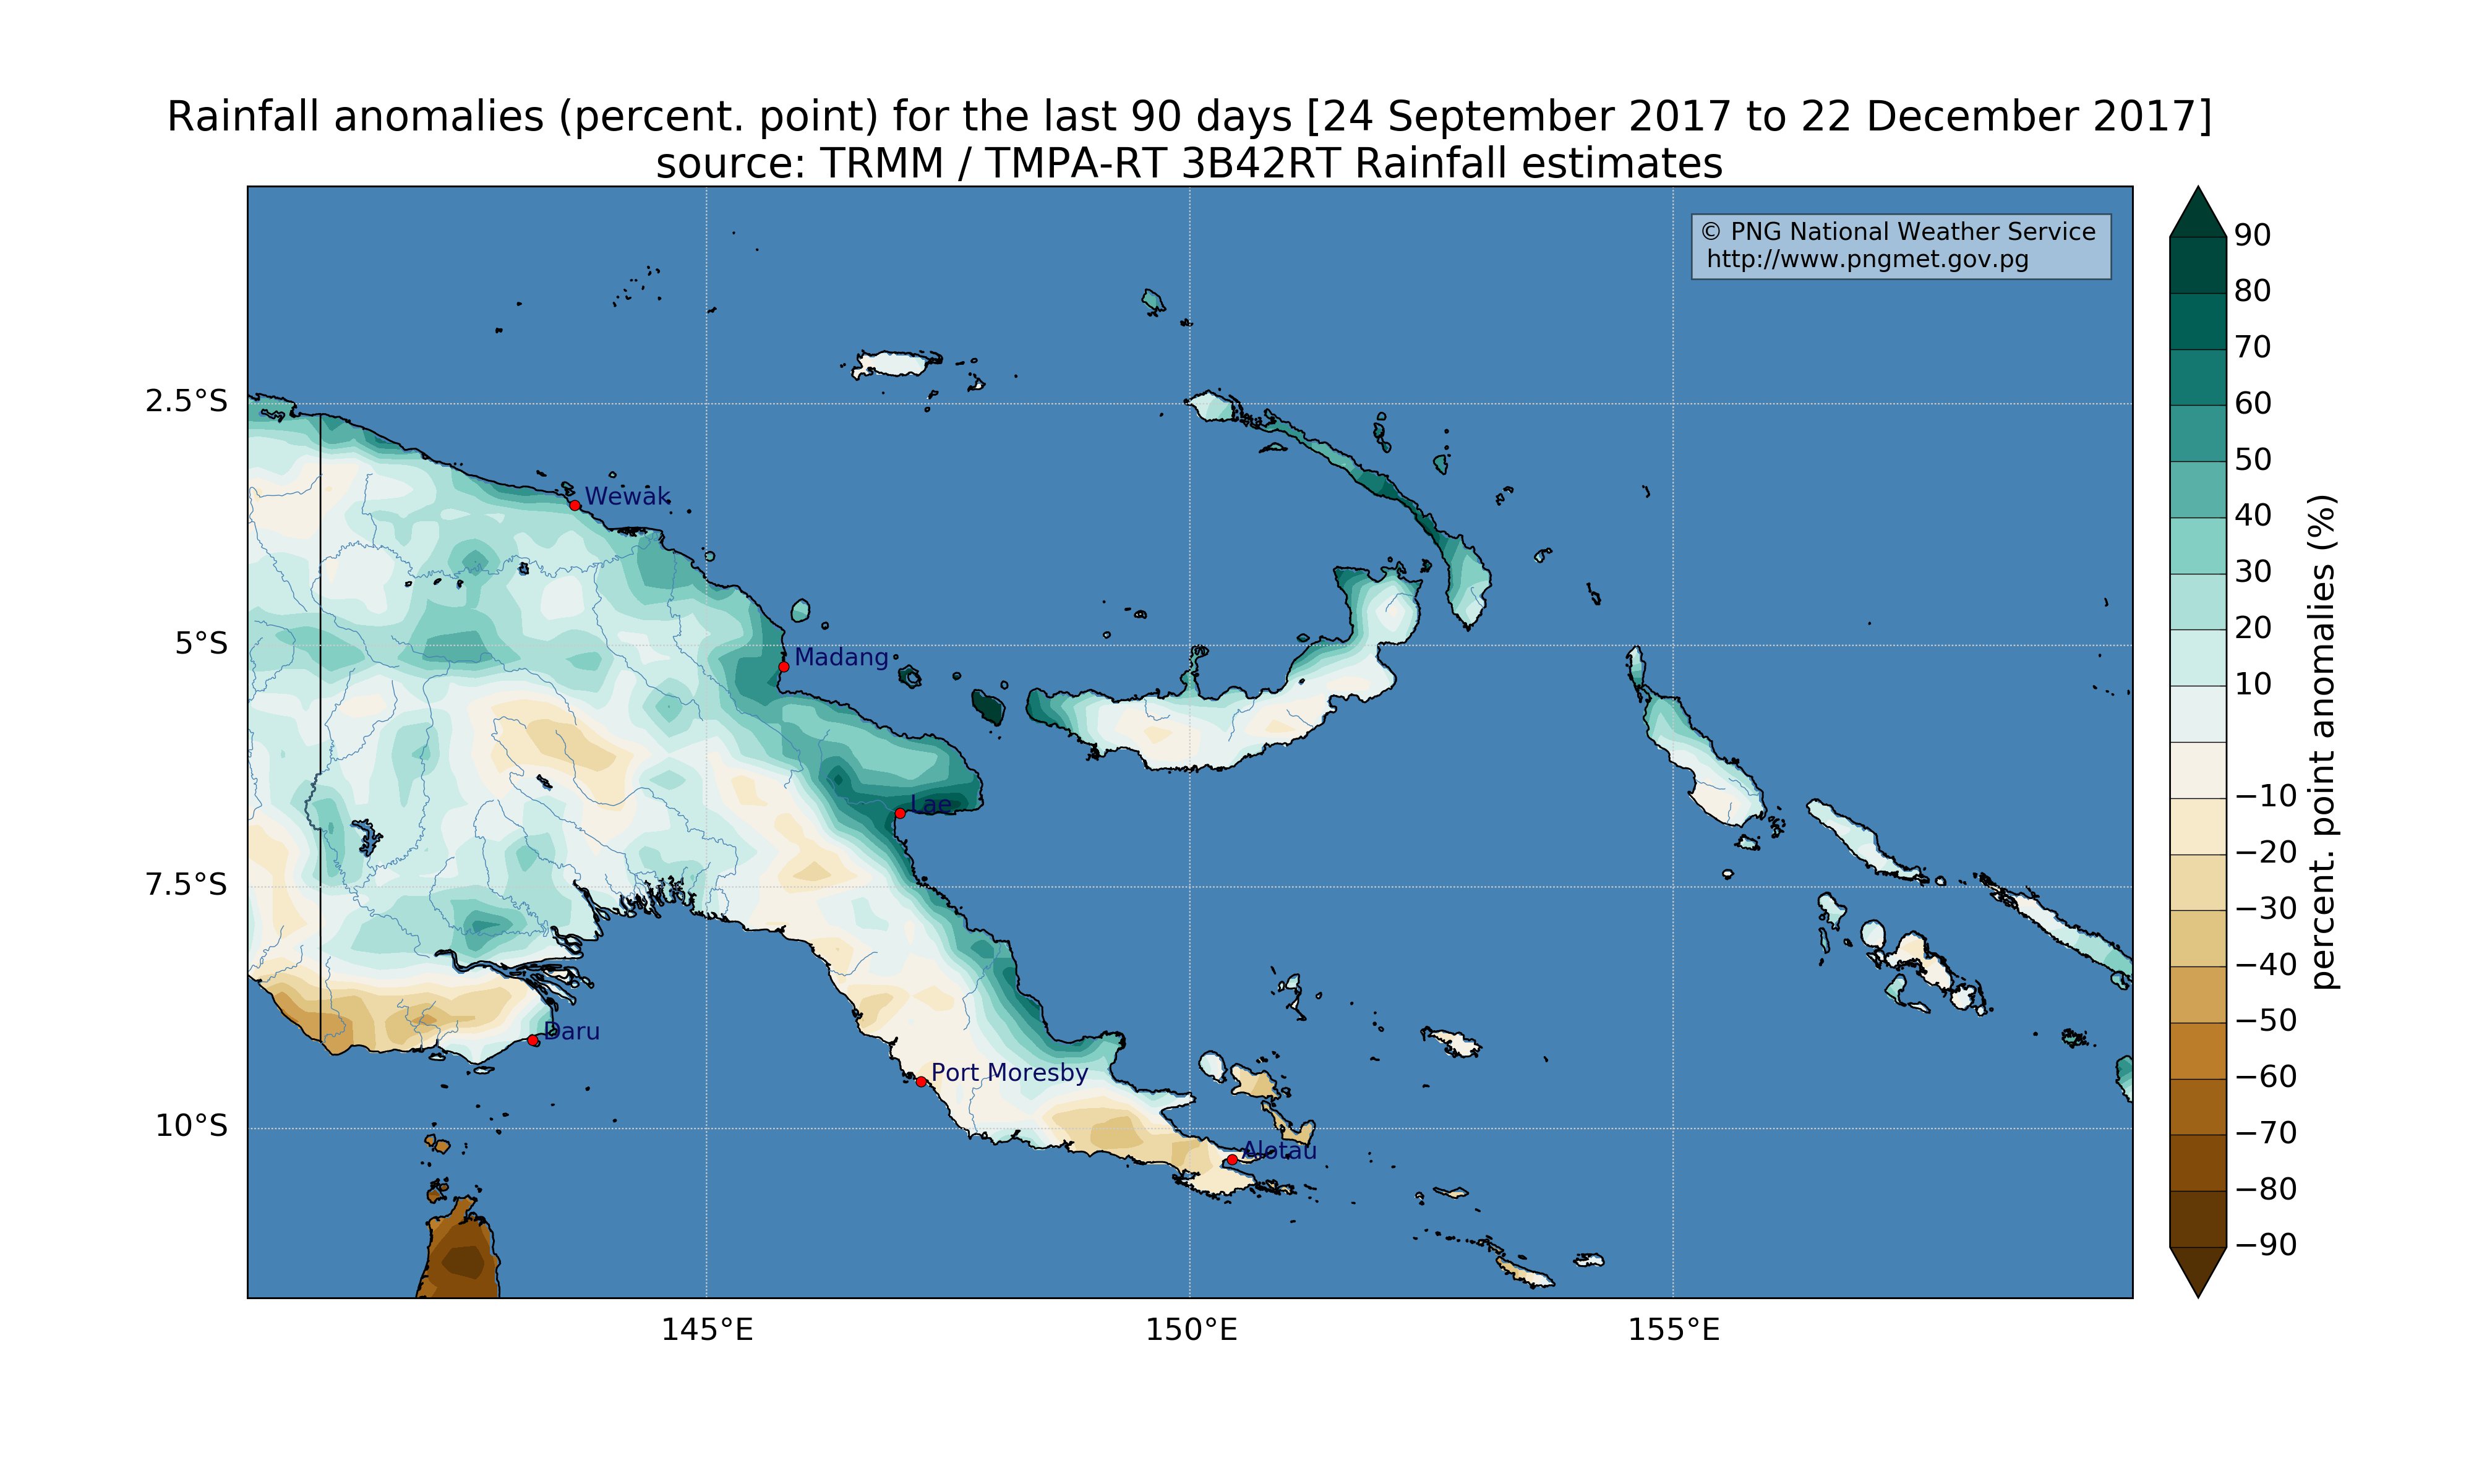 Rainfall anomalies (percent. point) for the last 90 days [24 September 2017 to 22 December 2017]
source: TRMM / TMPA-RT 3B42RT Rainfall estimates
© PNG National Weather Service
http://www.pngmet.gov.pg
2.5°S
5°S
7.5°S
10°S
145°E
150°E
155°E
Wewak
Madang
Lae
Daru
Port Moresby
Alotau
90
80
70
60
50
40
30
20
10
−10
−20
−30
−40
−50
−60
−70
−80
−90
percent. point anomalies (%)